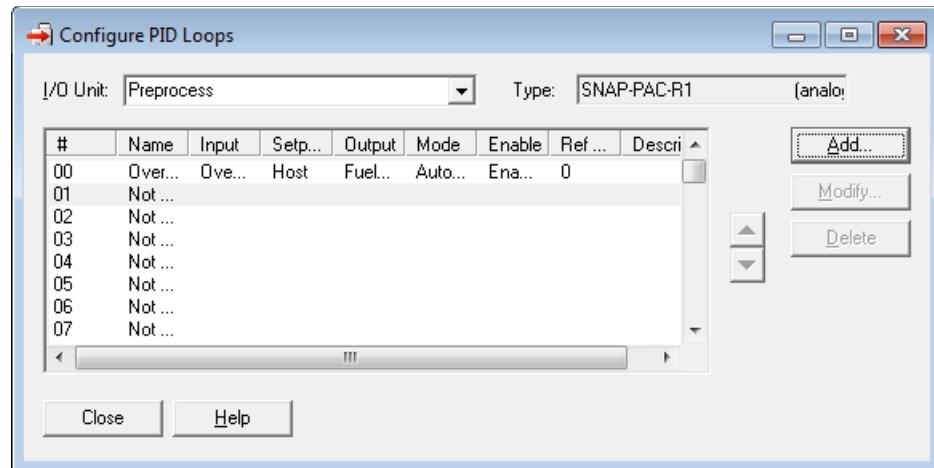 Configure PID Loops
I/O Unit: Preprocess Type: SNAP-PAC-R1 (analo
# Name Input Setp... Output Mode Enable Ref ... Descri
00 Over... Ove... Host Fuel... Auto... Ena... 0
01 Not ...
02 Not ...
03 Not ...
04 Not ...
05 Not ...
06 Not ...
07 Not ...
Add...
Modify...
Delete
Close Help